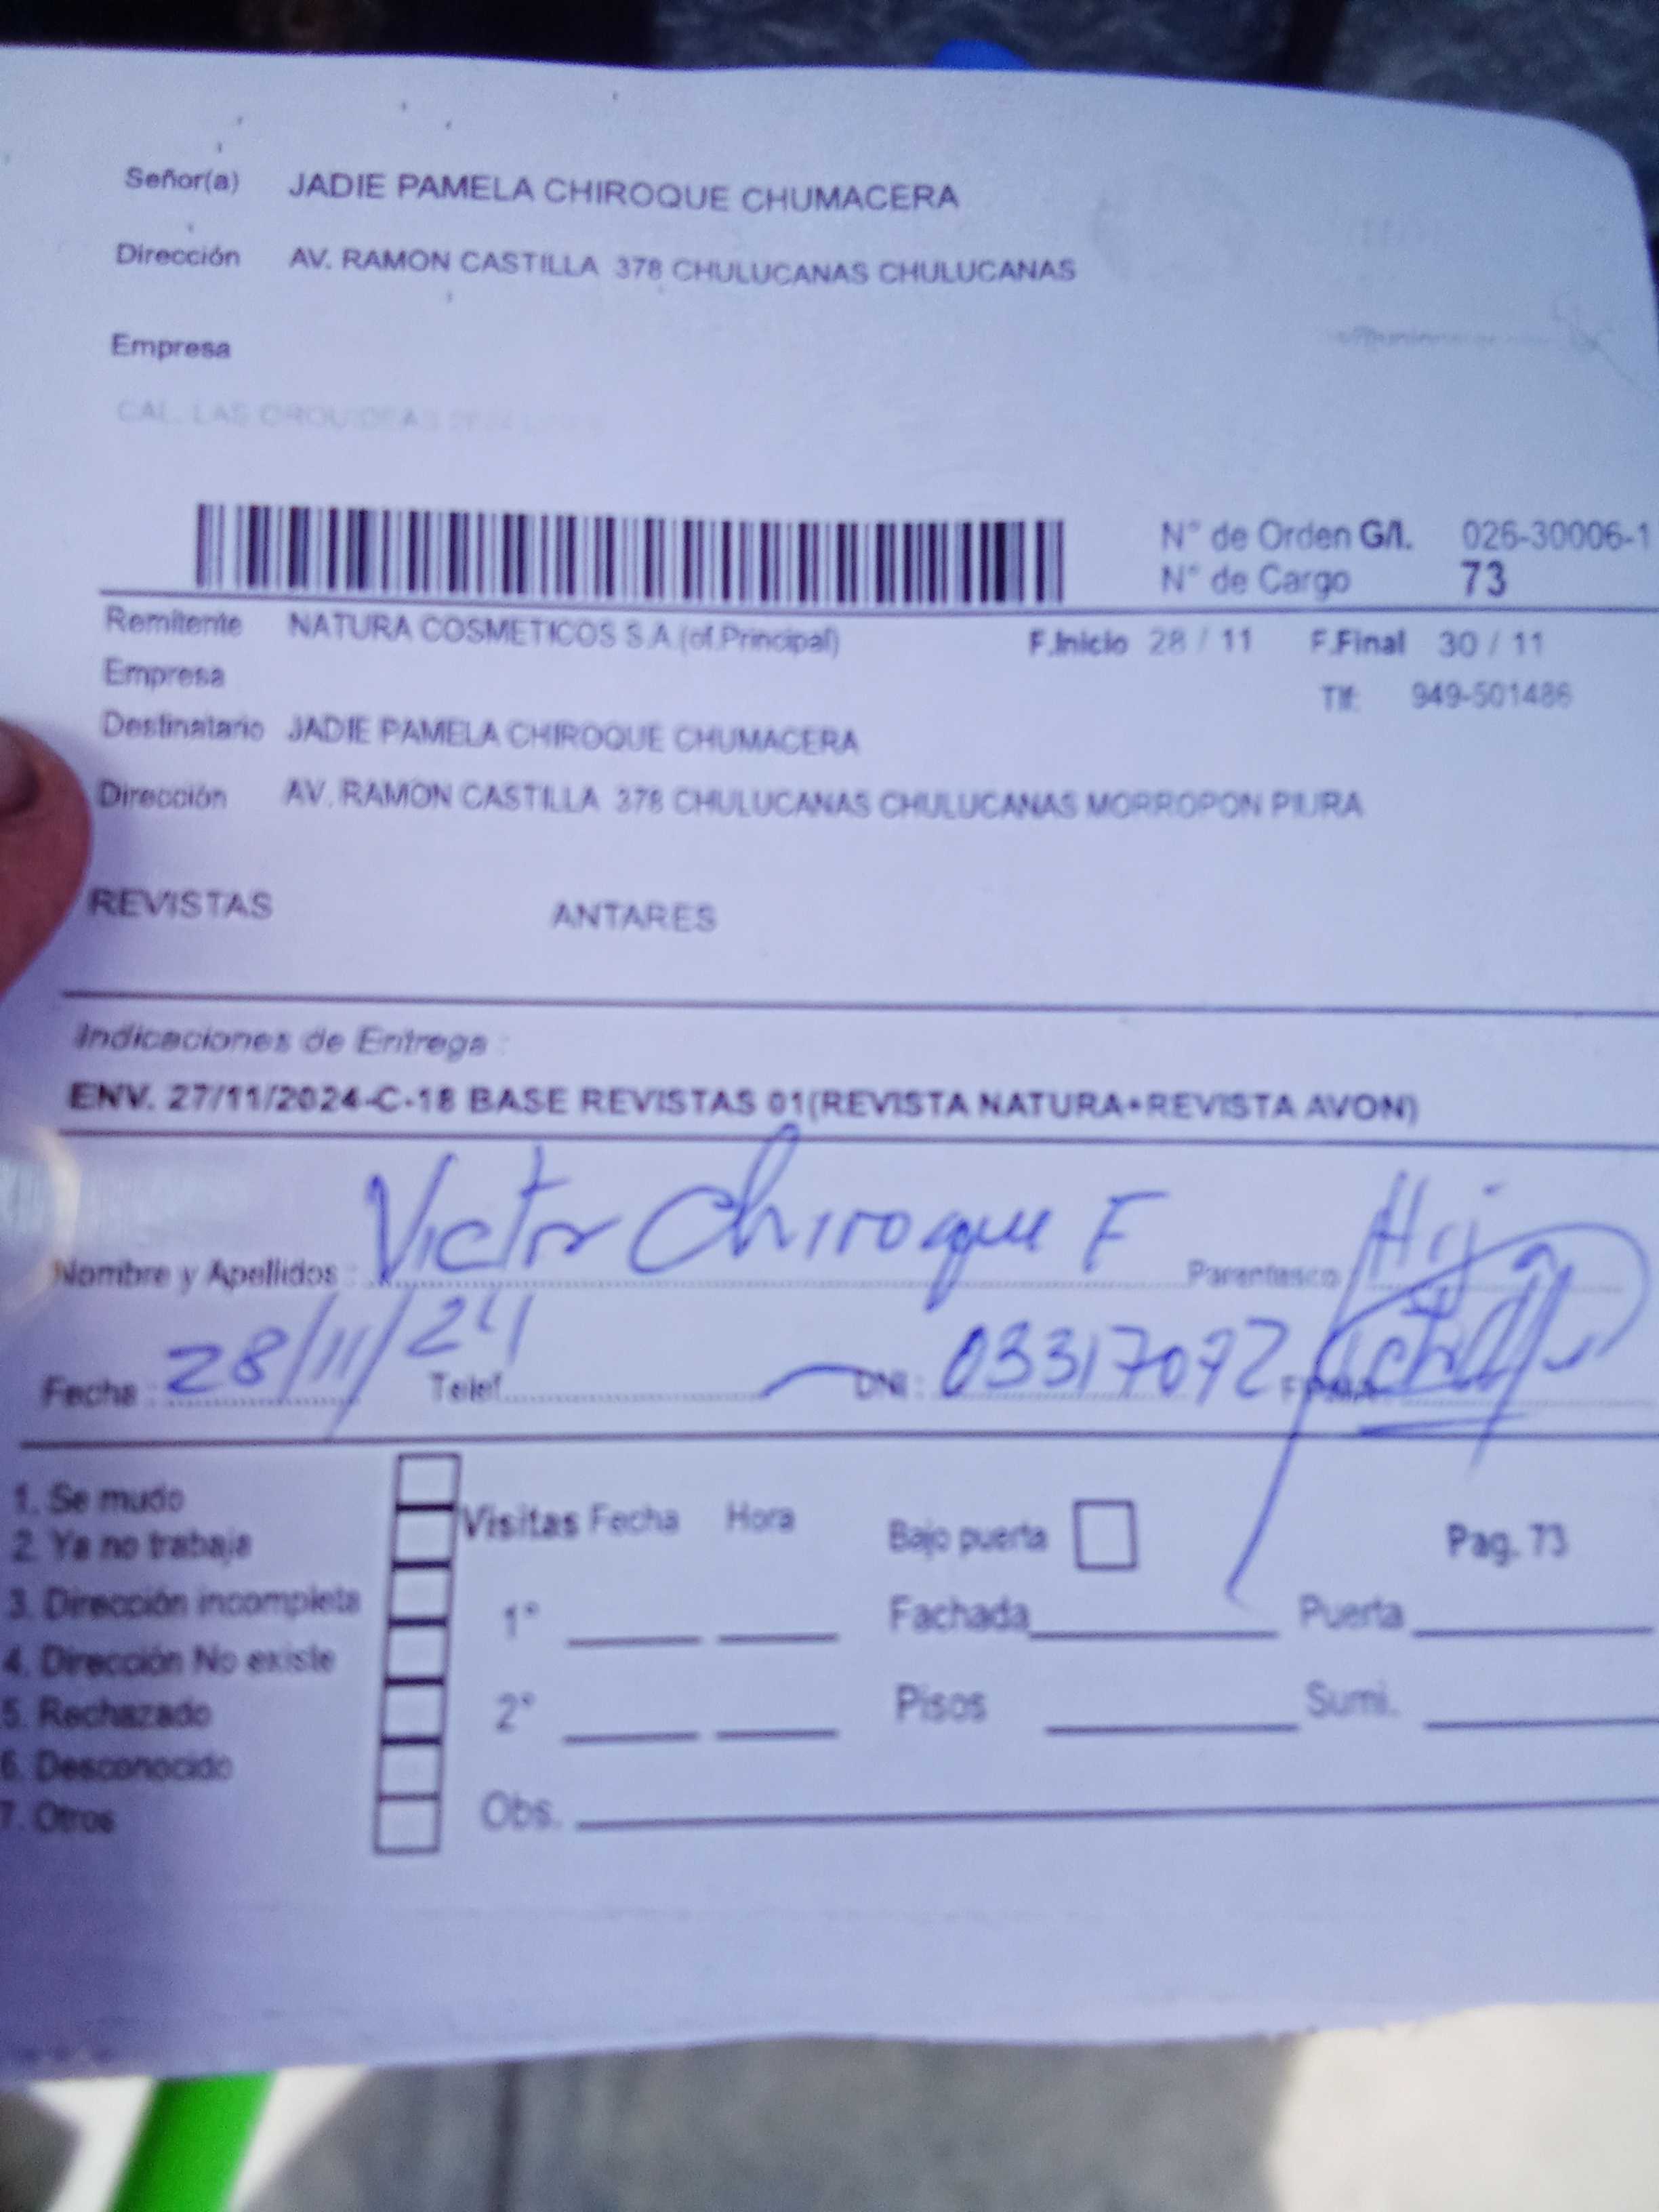 Señor(a) JADIE PAMELA CHIROQUE CHUMACERA
Dirección AV. RAMON CASTILLA 378 CHULUCANAS CHULUCANAS
Empresa
CAL. LAS ORQUIDEAS
N° de Orden G/I. 026-30006-1
N° de Cargo 73
Remitente NATURA COSMETICOS S.A.(of.Principal) F.Inicio 28 / 11 F.Final 30 / 11
Empresa Tlf: 949-501486
Destinatario JADIE PAMELA CHIROQUE CHUMACERA
Dirección AV. RAMON CASTILLA 378 CHULUCANAS CHULUCANAS MORROPON PIURA
REVISTAS ANTARES
Indicaciones de Entrega :
ENV. 27/11/2024-C-18 BASE REVISTAS 01(REVISTA NATURA+REVISTA AVON)
Nombre y Apellidos : Victor Chiroque F Parentesco
Fecha : 28/11/24 Telef. DNI : 03317072
1. Se mudo
2. Ya no trabaja
3. Dirección incompleta
4. Dirección No existe
5. Rechazado
6. Desconocido
7. Otros
Visitas Fecha Hora
1°
2°
Obs.
Bajo puerta Pag. 73
Fachada Puerta
Pisos Sumi.